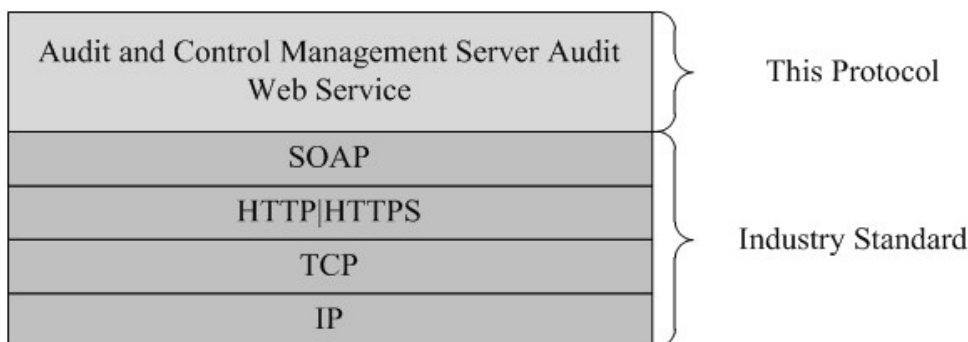 Audit and Control Management Server Audit
Web Service
This Protocol
SOAP
HTTP|HTTPS
TCP
IP
Industry Standard